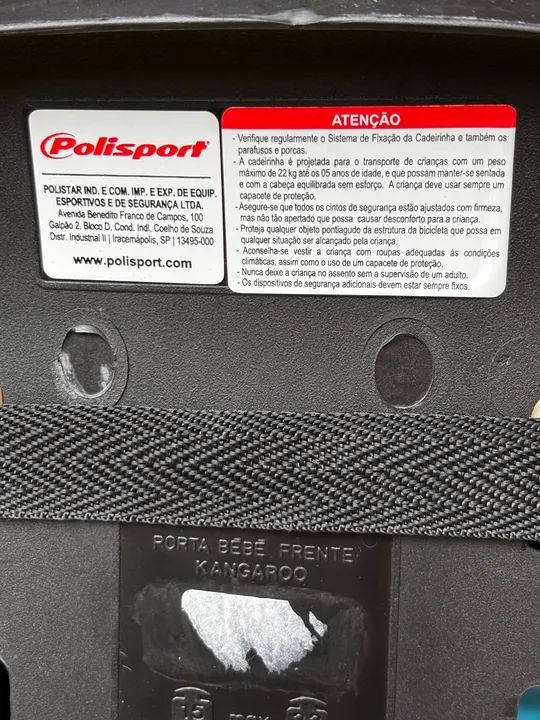 Polisport
POLISTAR IND. E COM. IMP. E EXP. DE EQUIP.
ESPORTIVOS E DE SEGURANÇA LTDA.
Avenida Benedito Franco de Campos, 100
Galpão 2, Bloco D, Cond. Indl. Coelho de Souza
Distr. Industrial II | Iracemápolis, SP | 13495-000
www.polisport.com
ATENÇÃO
- Verifique regularmente o Sistema de Fixação da Cadeirinha e também os
parafusos e porcas.
- A cadeirinha é projetada para o transporte de crianças com um peso
máximo de 22 kg até os 05 anos de idade, e que possam manter-se sentada
e com a cabeça equilibrada sem esforço. A criança deve usar sempre um
capacete de proteção.
-Assegure-se que todos os cintos de segurança estão ajustados com firmeza,
mas não tão apertado que possa causar desconforto para a criança.
- Proteja qualquer objeto pontiagudo da estrutura da bicicleta que possa em
qualquer situação ser alcançado pela criança.
- Aconselha-se vestir a criança com roupas adequadas às condições
climáticas, assim como o uso de um capacete de proteção.
- Nunca deixe a criança no assento sem a supervisão de um adulto.
- Os dispositivos de segurança adicionais devem estar sempre fixos.
PORTA BÉBÉ FRENTE
KANGAROO
15 max